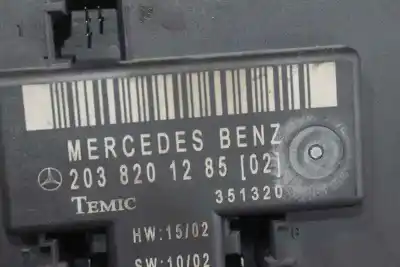 MERCEDES BENZ
203 820 12 85 [02]
TEMIC 351320
HW:15/02
SW:10/02